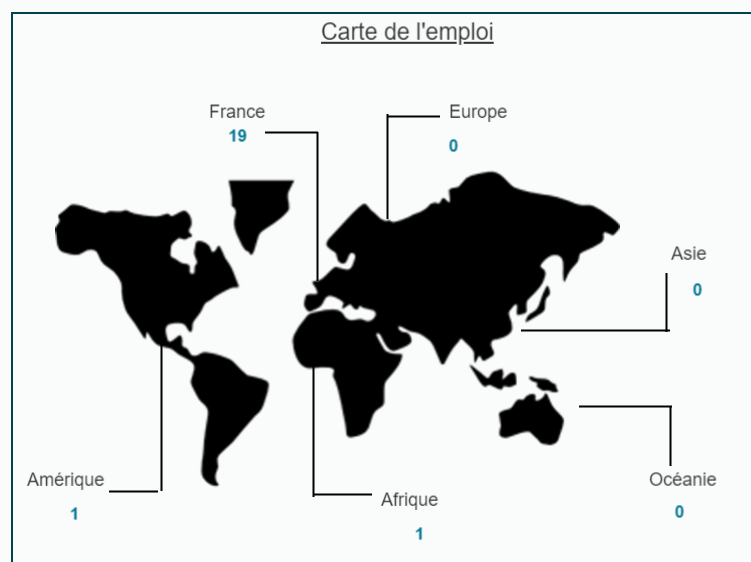 Carte de l'emploi
France
19
Europe
0
Asie
0
Amérique
1
Afrique
1
Océanie
0